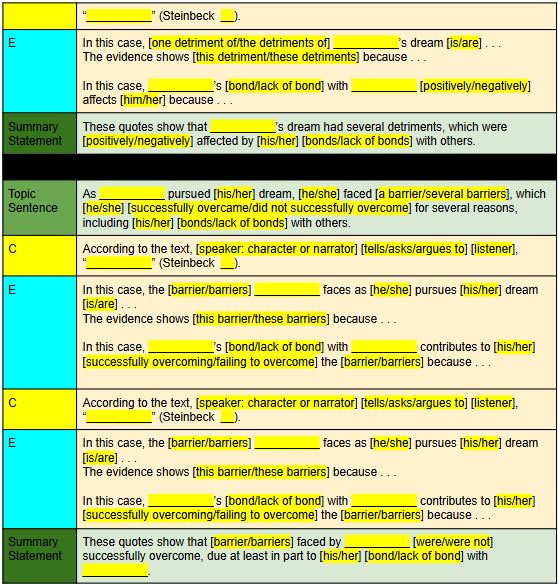 “__________” (Steinbeck __).
E
In this case, [one detriment of/the detriments of] __________’s dream [is/are] . . .
The evidence shows [this detriment/these detriments] because . . .
In this case, __________’s [bond/lack of bond] with __________ [positively/negatively]
affects [him/her] because . . .
Summary
Statement
These quotes show that __________’s dream had several detriments, which were
[positively/negatively] affected by [his/her] [bonds/lack of bonds] with others.
Topic
Sentence
As __________ pursued [his/her] dream, [he/she] faced [a barrier/several barriers], which
[he/she] [successfully overcame/did not successfully overcome] for several reasons,
including [his/her] [bonds/lack of bonds] with others.
C
According to the text, [speaker: character or narrator] [tells/asks/argues to] [listener],
“__________” (Steinbeck __).
E
In this case, the [barrier/barriers] __________ faces as [he/she] pursues [his/her] dream
[is/are] . . .
The evidence shows [this barrier/these barriers] because . . .
In this case, __________’s [bond/lack of bond] with __________ contributes to [his/her]
[successfully overcoming/failing to overcome] the [barrier/barriers] because . . .
C
According to the text, [speaker: character or narrator] [tells/asks/argues to] [listener],
“__________” (Steinbeck __).
E
In this case, the [barrier/barriers] __________ faces as [he/she] pursues [his/her] dream
[is/are] . . .
The evidence shows [this barrier/these barriers] because . . .
In this case, __________’s [bond/lack of bond] with __________ contributes to [his/her]
[successfully overcoming/failing to overcome] the [barrier/barriers] because . . .
Summary
Statement
These quotes show that [barrier/barriers] faced by __________ [were/were not]
successfully overcome, due at least in part to [his/her] [bond/lack of bond] with
__________.